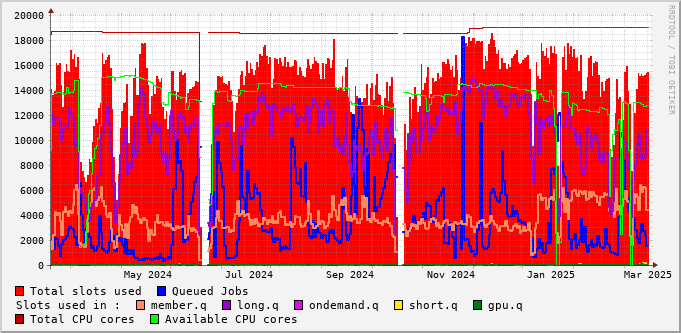 20000
18000
16000
14000
12000
10000
8000
6000
4000
2000
0
May 2024 Jul 2024 Sep 2024 Nov 2024 Jan 2025 Mar 2025
Total slots used Queued Jobs
Slots used in : member.q long.q ondemand.q short.q gpu.q
Total CPU cores Available CPU cores
RRDTOOL / TOBI OETIKER